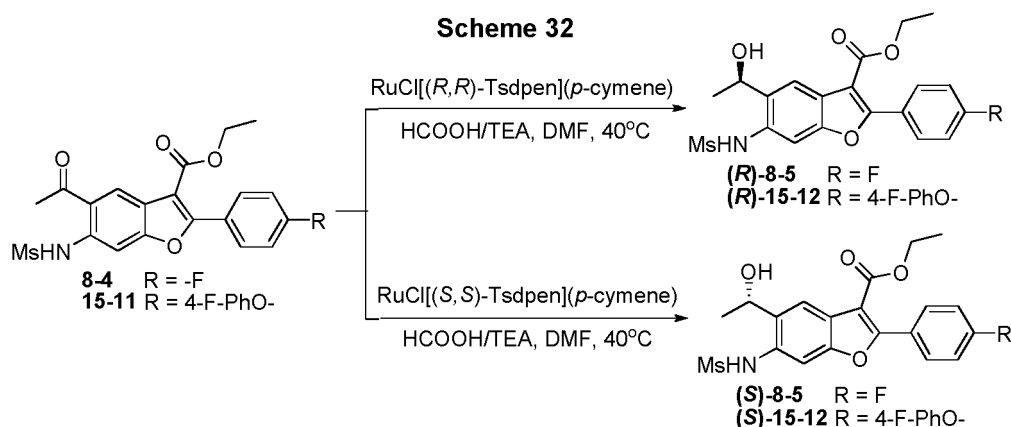 Scheme 32
RuCl[(R,R)-Tsdpen](p-cymene)
HCOOH/TEA, DMF, 40°C
OH
O
O
R
O
MsHN
(R)-8-5 R = F
(R)-15-12 R = 4-F-PhO-
O
O
O
R
O
MsHN
8-4 R = -F
15-11 R = 4-F-PhO-
RuCl[(S,S)-Tsdpen](p-cymene)
HCOOH/TEA, DMF, 40°C
OH
O
O
R
O
MsHN
(S)-8-5 R = F
(S)-15-12 R = 4-F-PhO-